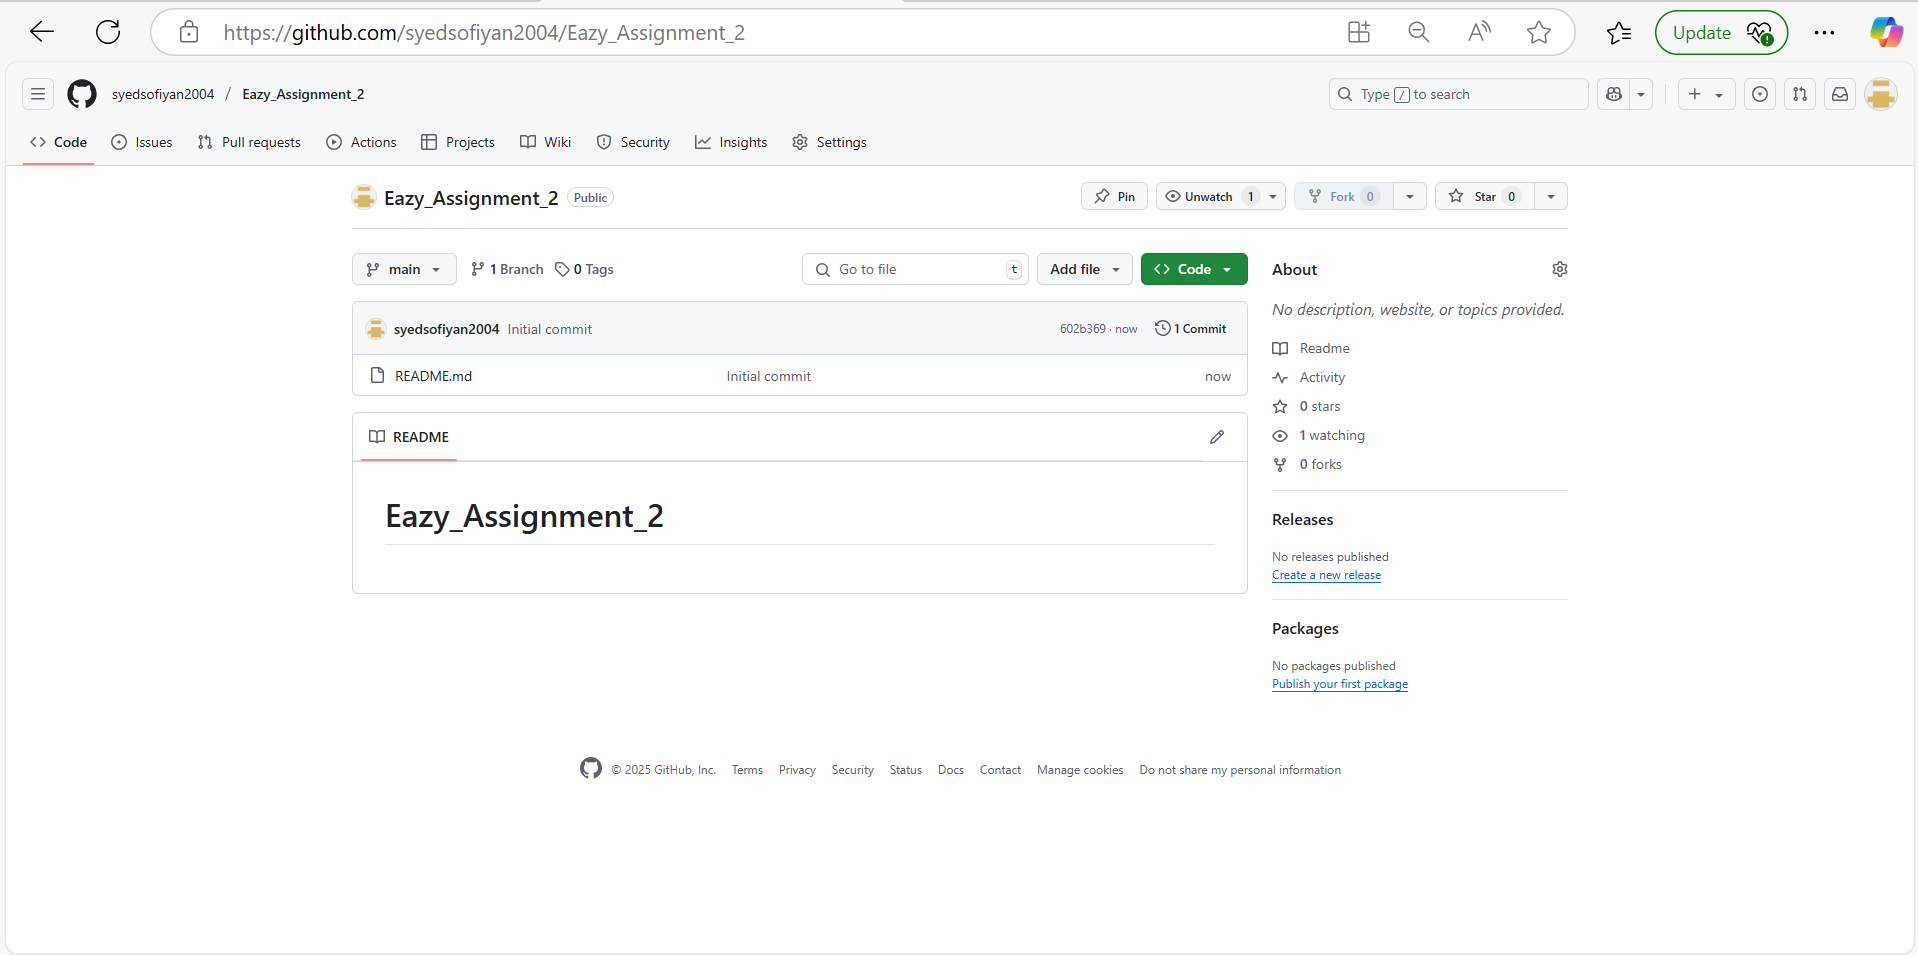 https://github.com/syedsofiyan2004/Eazy_Assignment_2
Update
syedsofiyan2004 / Eazy_Assignment_2
Type / to search
Code Issues Pull requests Actions Projects Wiki Security Insights Settings
Eazy_Assignment_2 Public
Pin Unwatch 1 Fork 0 Star 0
main 1 Branch 0 Tags Go to file t Add file Code
About
No description, website, or topics provided.
syedsofiyan2004 Initial commit 602b369 · now 1 Commit
README.md Initial commit now
Readme
Activity
0 stars
1 watching
0 forks
README
Eazy_Assignment_2
Releases
No releases published
Create a new release
Packages
No packages published
Publish your first package
© 2025 GitHub, Inc. Terms Privacy Security Status Docs Contact Manage cookies Do not share my personal information